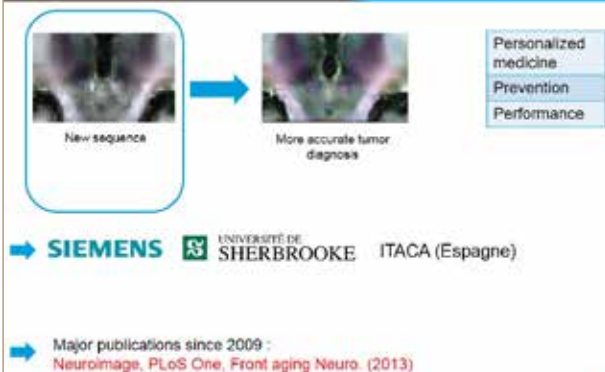 New sequence
More accurate tumor
diagnosis
Personalized
medicine
Prevention
Performance
SIEMENS
UNIVERSITÉ DE
SHERBROOKE
ITACA (Espagne)
Major publications since 2009 :
Neuroimage, PLoS One, Front aging Neuro. (2013)